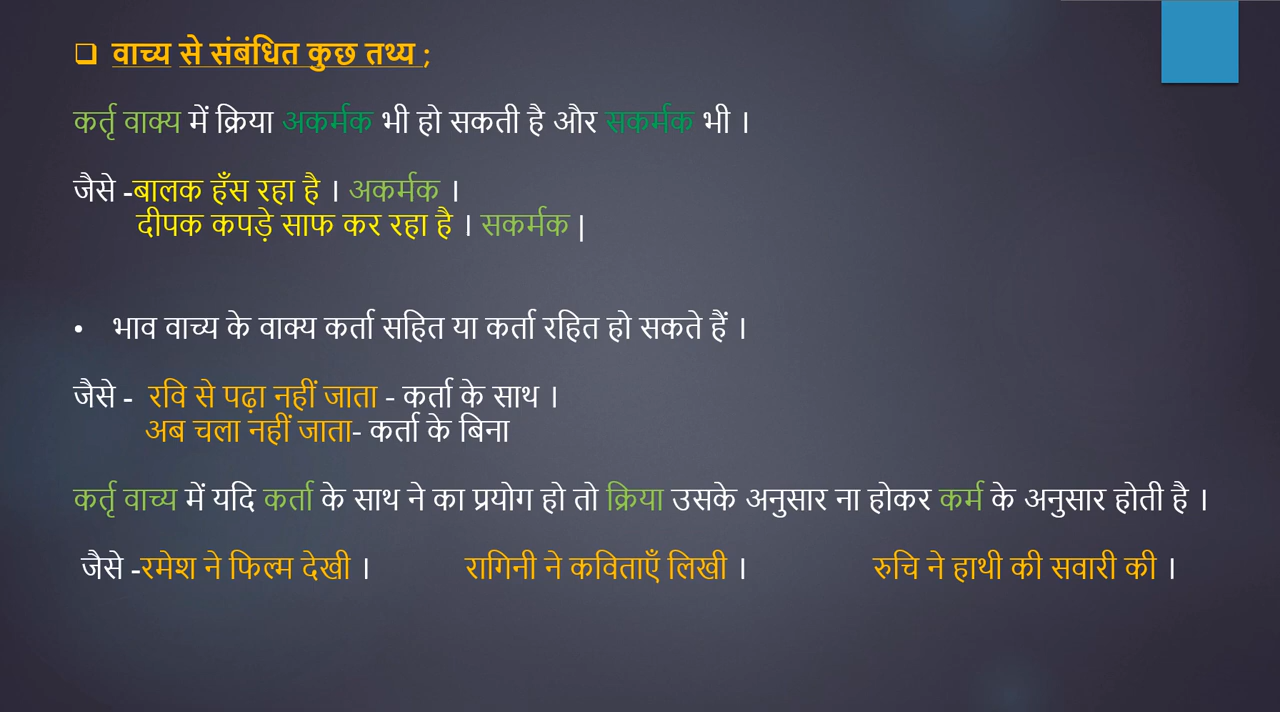 ❑ वाच्य से संबंधित कुछ तथ्य ;
कर्तृ वाक्य में क्रिया अकर्मक भी हो सकती है और सकर्मक भी ।
जैसे -बालक हँस रहा है । अकर्मक ।
दीपक कपड़े साफ कर रहा है । सकर्मक |
• भाव वाच्य के वाक्य कर्ता सहित या कर्ता रहित हो सकते हैं ।
जैसे - रवि से पढ़ा नहीं जाता - कर्ता के साथ ।
अब चला नहीं जाता- कर्ता के बिना
कर्तृ वाच्य में यदि कर्ता के साथ ने का प्रयोग हो तो क्रिया उसके अनुसार ना होकर कर्म के अनुसार होती है ।
जैसे -रमेश ने फिल्म देखी । रागिनी ने कविताएँ लिखी । रुचि ने हाथी की सवारी की ।